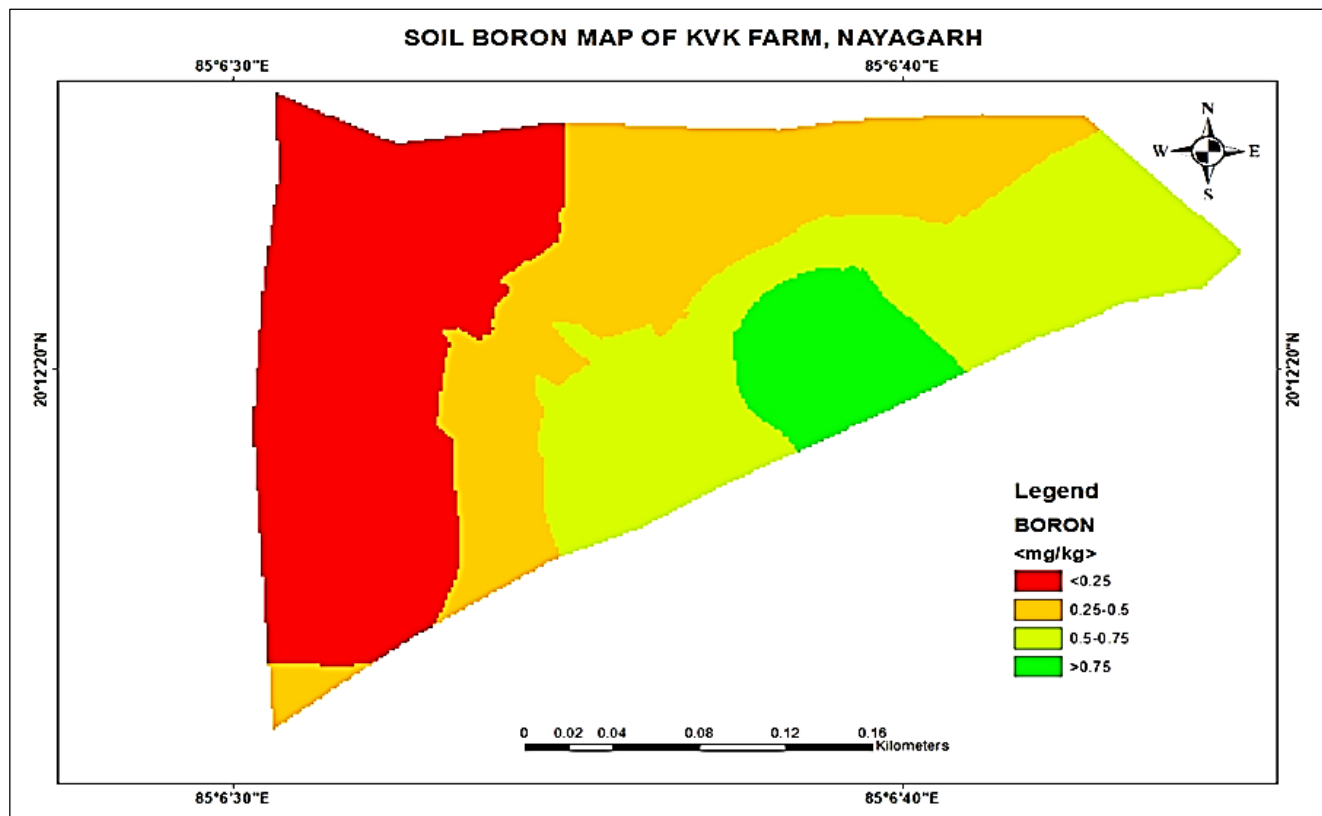 SOIL BORON MAP OF KVK FARM, NAYAGARH
85°6'30"E 85°6'40"E
N
W E
S
20°12'20"N 20°12'20"N
Legend
BORON
<mg/kg>
<0.25
0.25-0.5
0.5-0.75
>0.75
0 0.02 0.04 0.08 0.12 0.16
Kilometers
85°6'30"E 85°6'40"E